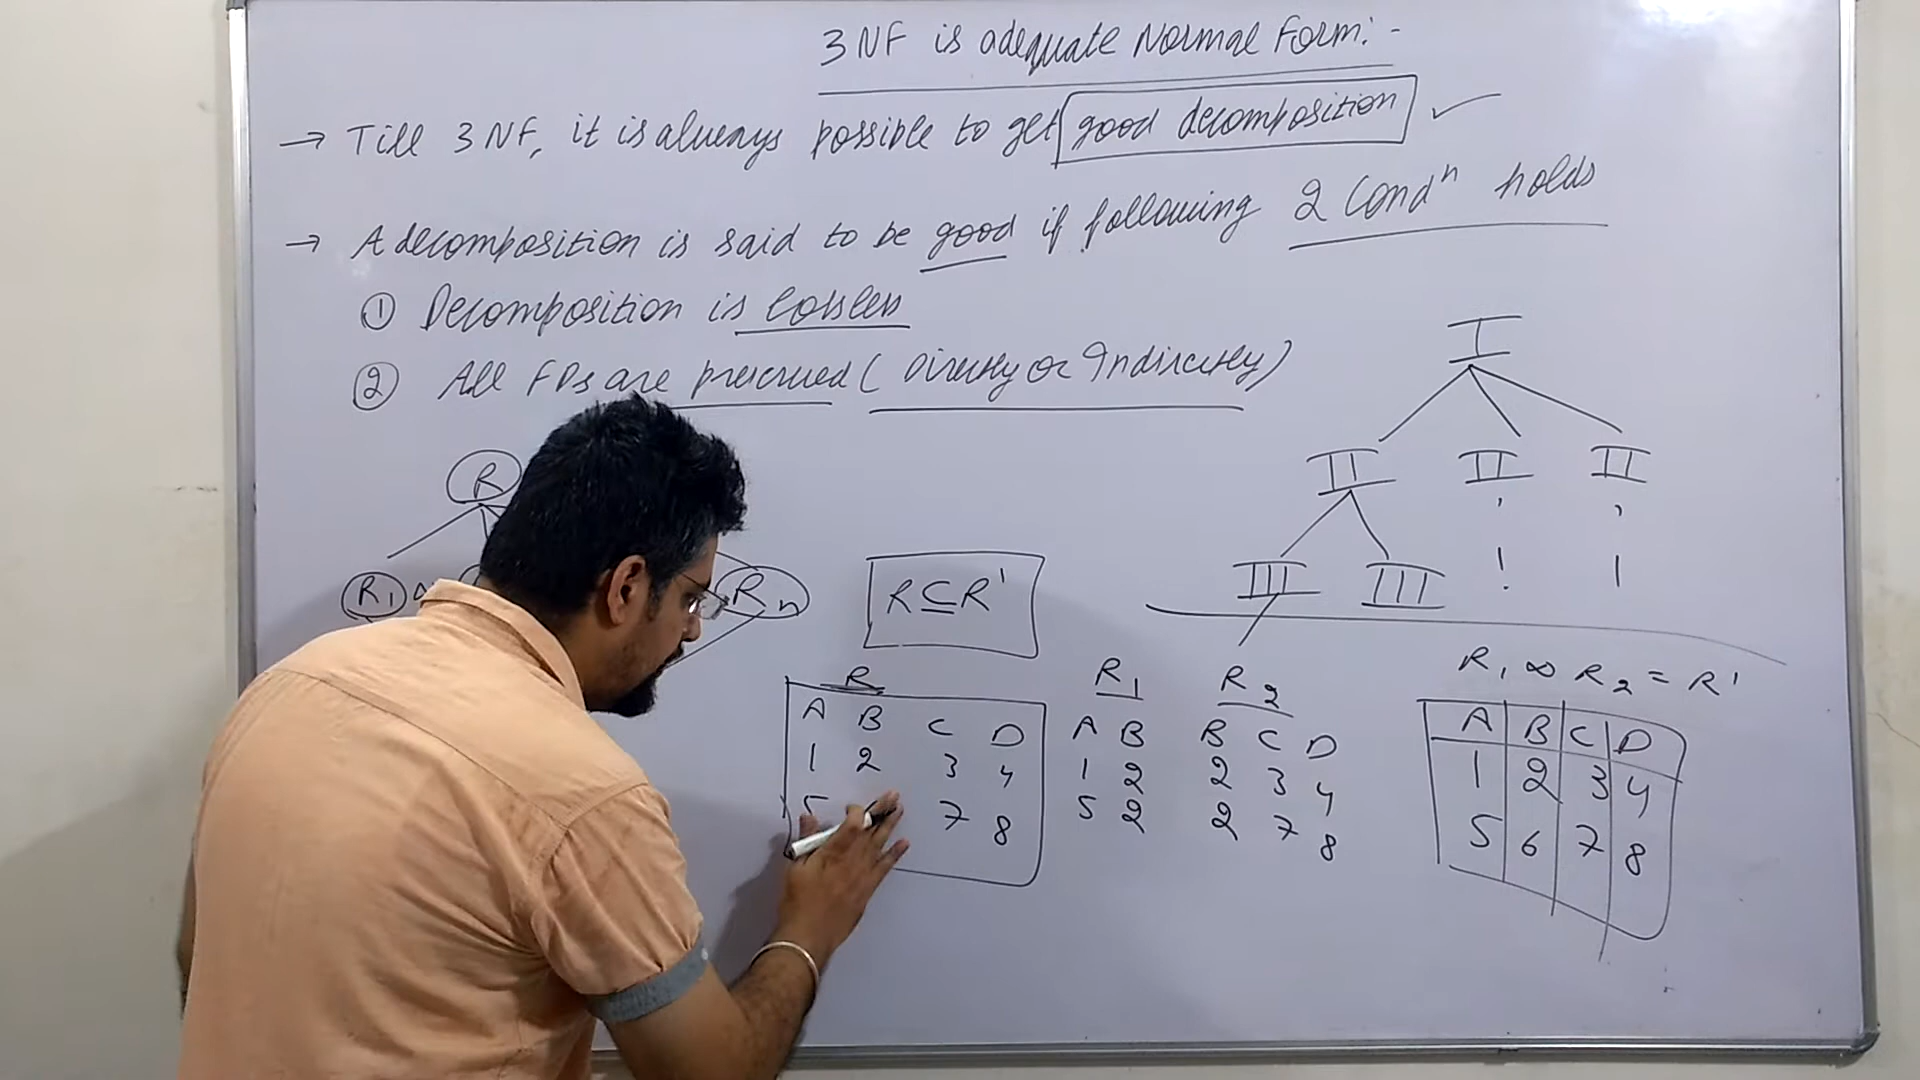 3NF is adequate Normal Form:-
→ Till 3NF, it is always possible to get good decomposition ✓
→ A decomposition is said to be good if following 2 Condⁿ holds
① Decomposition is lossless
② All FDs are preserved (Directly or Indirectly)
I
II II II
III III
R
R₁ Rn
R ⊆ R'
R
A B C D
1 2 3 4
5 7 8
R₁
A B
1 2
5 2
R₂
B C D
2 3 4
2 7 8
R₁ ∞ R₂ = R'
A B C D
1 2 3 4
5 6 7 8